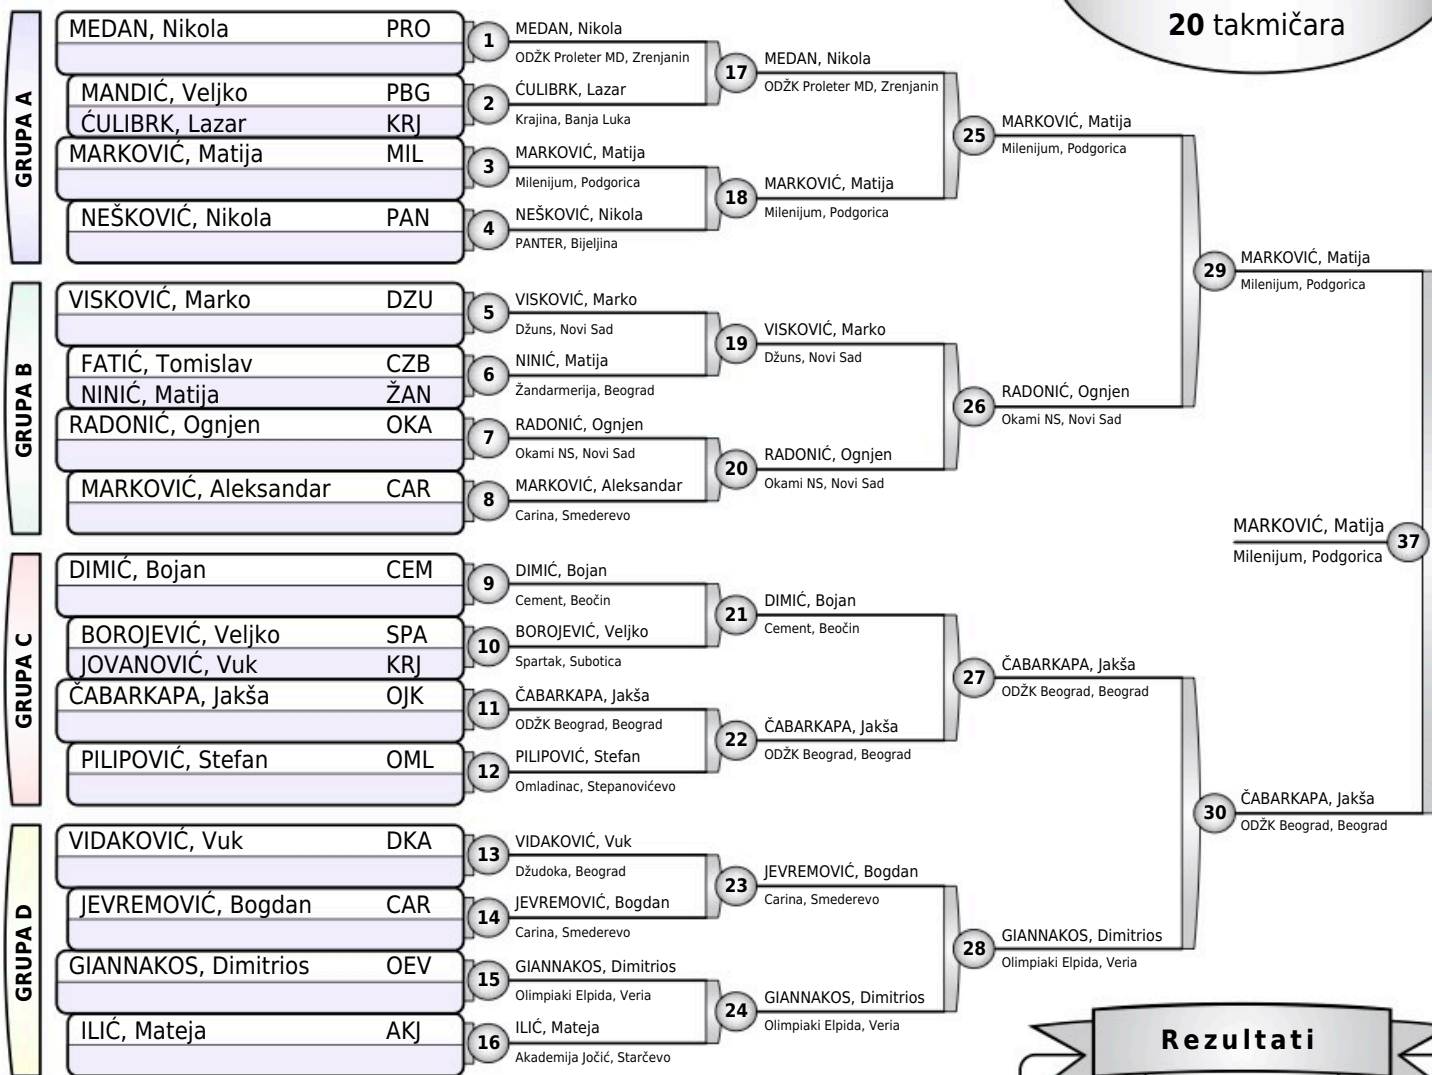 20 takmičara
GRUPA A
MEDAN, Nikola PRO
MANDIĆ, Veljko PBG
ĆULIBRK, Lazar KRJ
MARKOVIĆ, Matija MIL
NEŠKOVIĆ, Nikola PAN
1
MEDAN, Nikola
ODŽK Proleter MD, Zrenjanin
2
ĆULIBRK, Lazar
Krajina, Banja Luka
3
MARKOVIĆ, Matija
Milenijum, Podgorica
4
NEŠKOVIĆ, Nikola
PANTER, Bijeljina
17
MEDAN, Nikola
ODŽK Proleter MD, Zrenjanin
18
MARKOVIĆ, Matija
Milenijum, Podgorica
25
MARKOVIĆ, Matija
Milenijum, Podgorica
GRUPA B
VISKOVIĆ, Marko DZU
FATIĆ, Tomislav CZB
NINIĆ, Matija ŽAN
RADONIĆ, Ognjen OKA
MARKOVIĆ, Aleksandar CAR
5
VISKOVIĆ, Marko
Džuns, Novi Sad
6
NINIĆ, Matija
Žandarmerija, Beograd
7
RADONIĆ, Ognjen
Okami NS, Novi Sad
8
MARKOVIĆ, Aleksandar
Carina, Smederevo
19
VISKOVIĆ, Marko
Džuns, Novi Sad
20
RADONIĆ, Ognjen
Okami NS, Novi Sad
26
RADONIĆ, Ognjen
Okami NS, Novi Sad
29
MARKOVIĆ, Matija
Milenijum, Podgorica
GRUPA C
DIMIĆ, Bojan CEM
BOROJEVIĆ, Veljko SPA
JOVANOVIĆ, Vuk KRJ
ČABARKAPA, Jakša OJK
PILIPOVIĆ, Stefan OML
9
DIMIĆ, Bojan
Cement, Beočin
10
BOROJEVIĆ, Veljko
Spartak, Subotica
11
ČABARKAPA, Jakša
ODŽK Beograd, Beograd
12
PILIPOVIĆ, Stefan
Omladinac, Stepanovićevo
21
DIMIĆ, Bojan
Cement, Beočin
22
ČABARKAPA, Jakša
ODŽK Beograd, Beograd
27
ČABARKAPA, Jakša
ODŽK Beograd, Beograd
GRUPA D
VIDAKOVIĆ, Vuk DKA
JEVREMOVIĆ, Bogdan CAR
GIANNAKOS, Dimitrios OEV
ILIĆ, Mateja AKJ
13
VIDAKOVIĆ, Vuk
Džudoka, Beograd
14
JEVREMOVIĆ, Bogdan
Carina, Smederevo
15
GIANNAKOS, Dimitrios
Olimpiaki Elpida, Veria
16
ILIĆ, Mateja
Akademija Jočić, Starčevo
23
JEVREMOVIĆ, Bogdan
Carina, Smederevo
24
GIANNAKOS, Dimitrios
Olimpiaki Elpida, Veria
28
GIANNAKOS, Dimitrios
Olimpiaki Elpida, Veria
30
ČABARKAPA, Jakša
ODŽK Beograd, Beograd
MARKOVIĆ, Matija
Milenijum, Podgorica
37
Rezultati